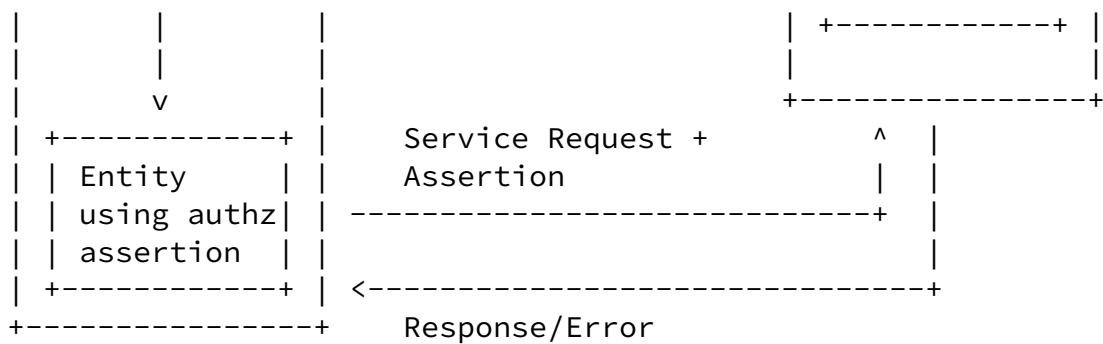 |       |        |                          | +------------+ |
|       |        |                          |                |
|       v        |                          +----------------+
| +------------+ |    Service Request +         ^   |
| | Entity     | |    Assertion                 |   |
| | using authz| | -----------------------------+   |
| | assertion  | |                                  |
| +------------+ | <-------------------------------+
+----------------+    Response/Error